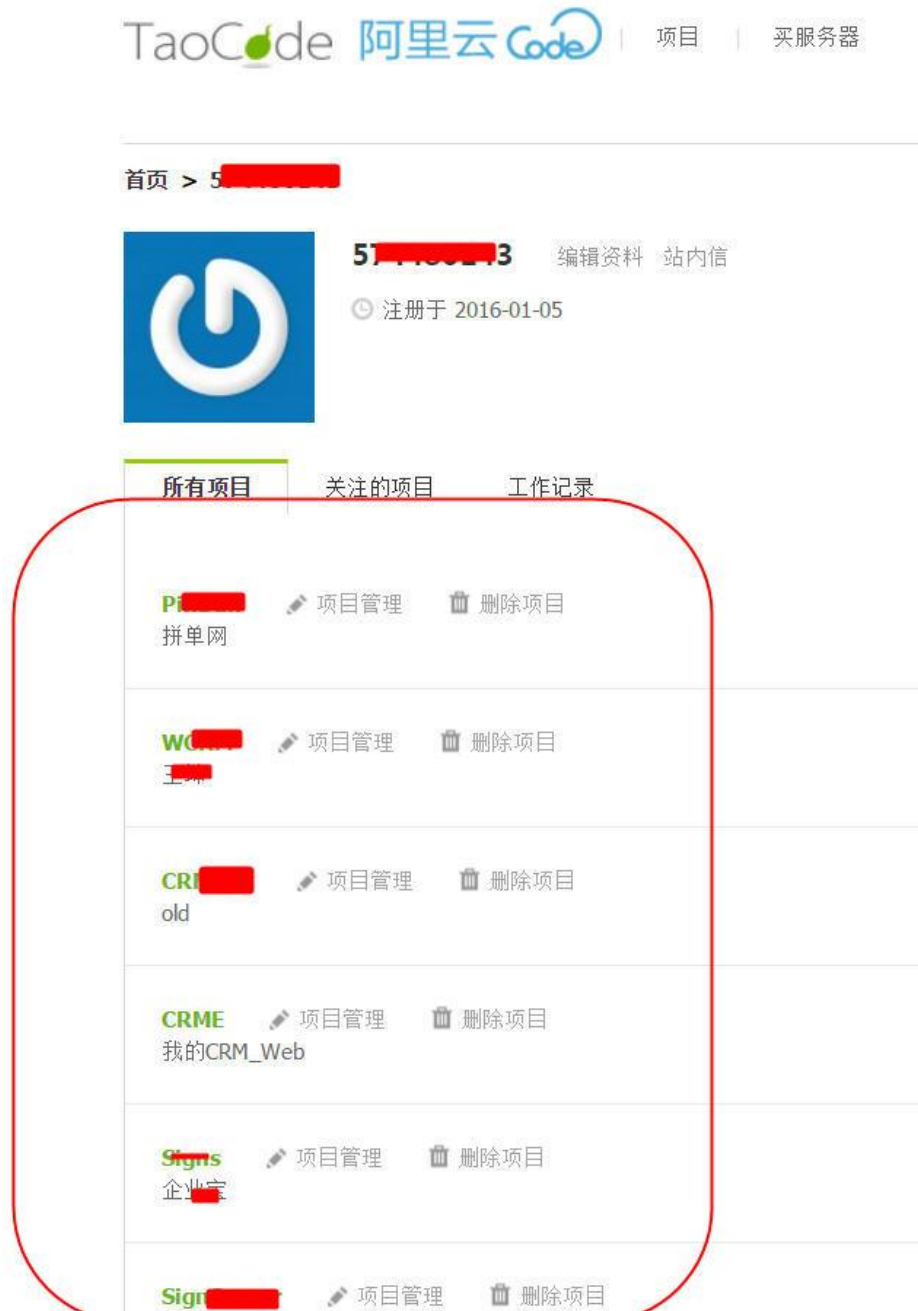 TaoCode 阿里云 Code | 项目 | 买服务器
首页 >
编辑资料 站内信
注册于 2016-01-05
所有项目 关注的项目 工作记录
项目管理 删除项目
拼单网
项目管理 删除项目
项目管理 删除项目
old
CRME 项目管理 删除项目
我的CRM_Web
Signs 项目管理 删除项目
企业宝
项目管理 删除项目